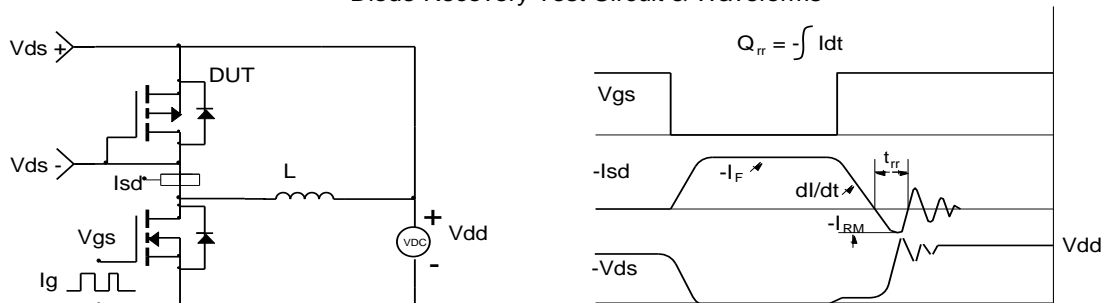 Diode Recovery Test Circuit & Waveforms
Vds +
DUT
Vds -
Isd
L
Vgs
Ig
VDC
+
-
Vdd
Qrr = -∫ Idt
Vgs
-Isd
-IF
dI/dt
trr
-IRM
Vdd
-Vds